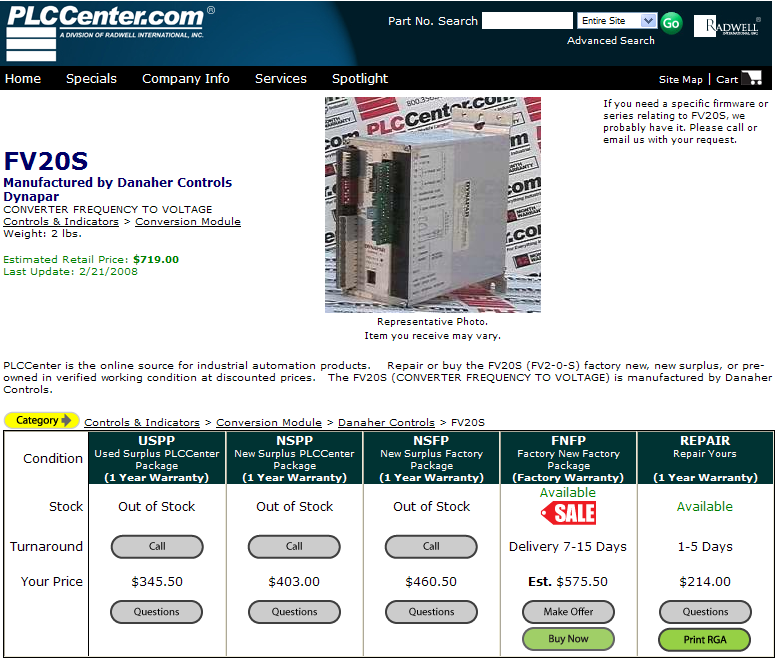 PLCCenter.com®
A DIVISION OF RADWELL INTERNATIONAL, INC.
Part No. Search
Entire Site
Go
RADWELL
INTERNATIONAL, INC.
Advanced Search
Home Specials Company Info Services Spotlight
Site Map | Cart
If you need a specific firmware or
series relating to FV20S, we
probably have it. Please call or
email us with your request.
FV20S
Manufactured by Danaher Controls
Dynapar
CONVERTER FREQUENCY TO VOLTAGE
Controls & Indicators > Conversion Module
Weight: 2 lbs.
Estimated Retail Price: $719.00
Last Update: 2/21/2008
PLCCenter.com
DYNAPAR
Representative Photo.
Item you receive may vary.
PLCCenter is the online source for industrial automation products. Repair or buy the FV20S (FV2-0-S) factory new, new surplus, or pre-
owned in verified working condition at discounted prices. The FV20S (CONVERTER FREQUENCY TO VOLTAGE) is manufactured by Danaher
Controls.
Category Controls & Indicators > Conversion Module > Danaher Controls > FV20S
Condition
USPP
Used Surplus PLCCenter
Package
(1 Year Warranty)
NSPP
New Surplus PLCCenter
Package
(1 Year Warranty)
NSFP
New Surplus Factory
Package
(1 Year Warranty)
FNFP
Factory New Factory
Package
(Factory Warranty)
REPAIR
Repair Yours
(1 Year Warranty)
Stock Out of Stock Out of Stock Out of Stock Available Available
SALE
Turnaround Call Call Call Delivery 7-15 Days 1-5 Days
Your Price $345.50 $403.00 $460.50 Est. $575.50 $214.00
Questions Questions Questions Make Offer Questions
Buy Now Print RGA